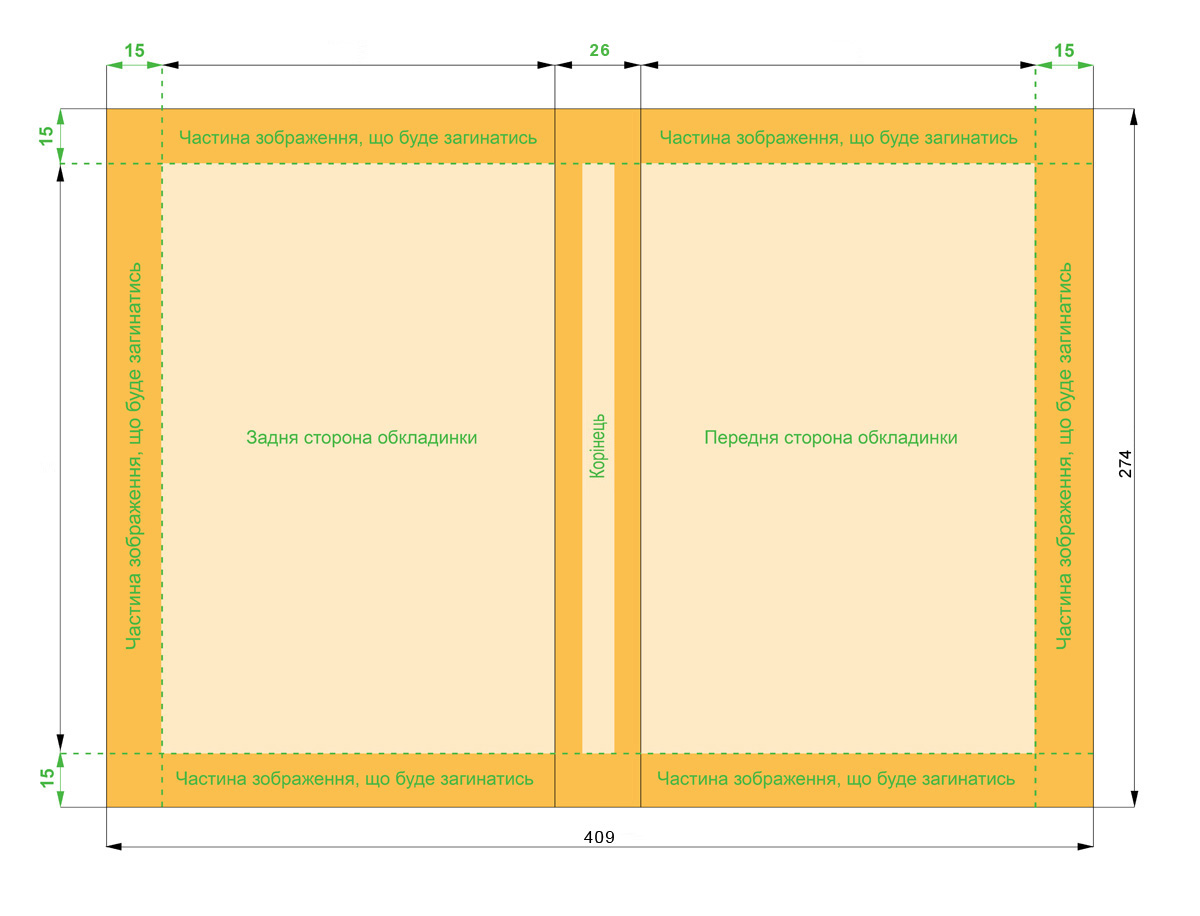 15
26
15
15
Частина зображення, що буде загинатись
Частина зображення, що буде загинатись
Частина зображення, що буде загинатись
Задня сторона обкладинки
Корінець
Передня сторона обкладинки
Частина зображення, що буде загинатись
274
15
Частина зображення, що буде загинатись
Частина зображення, що буде загинатись
409